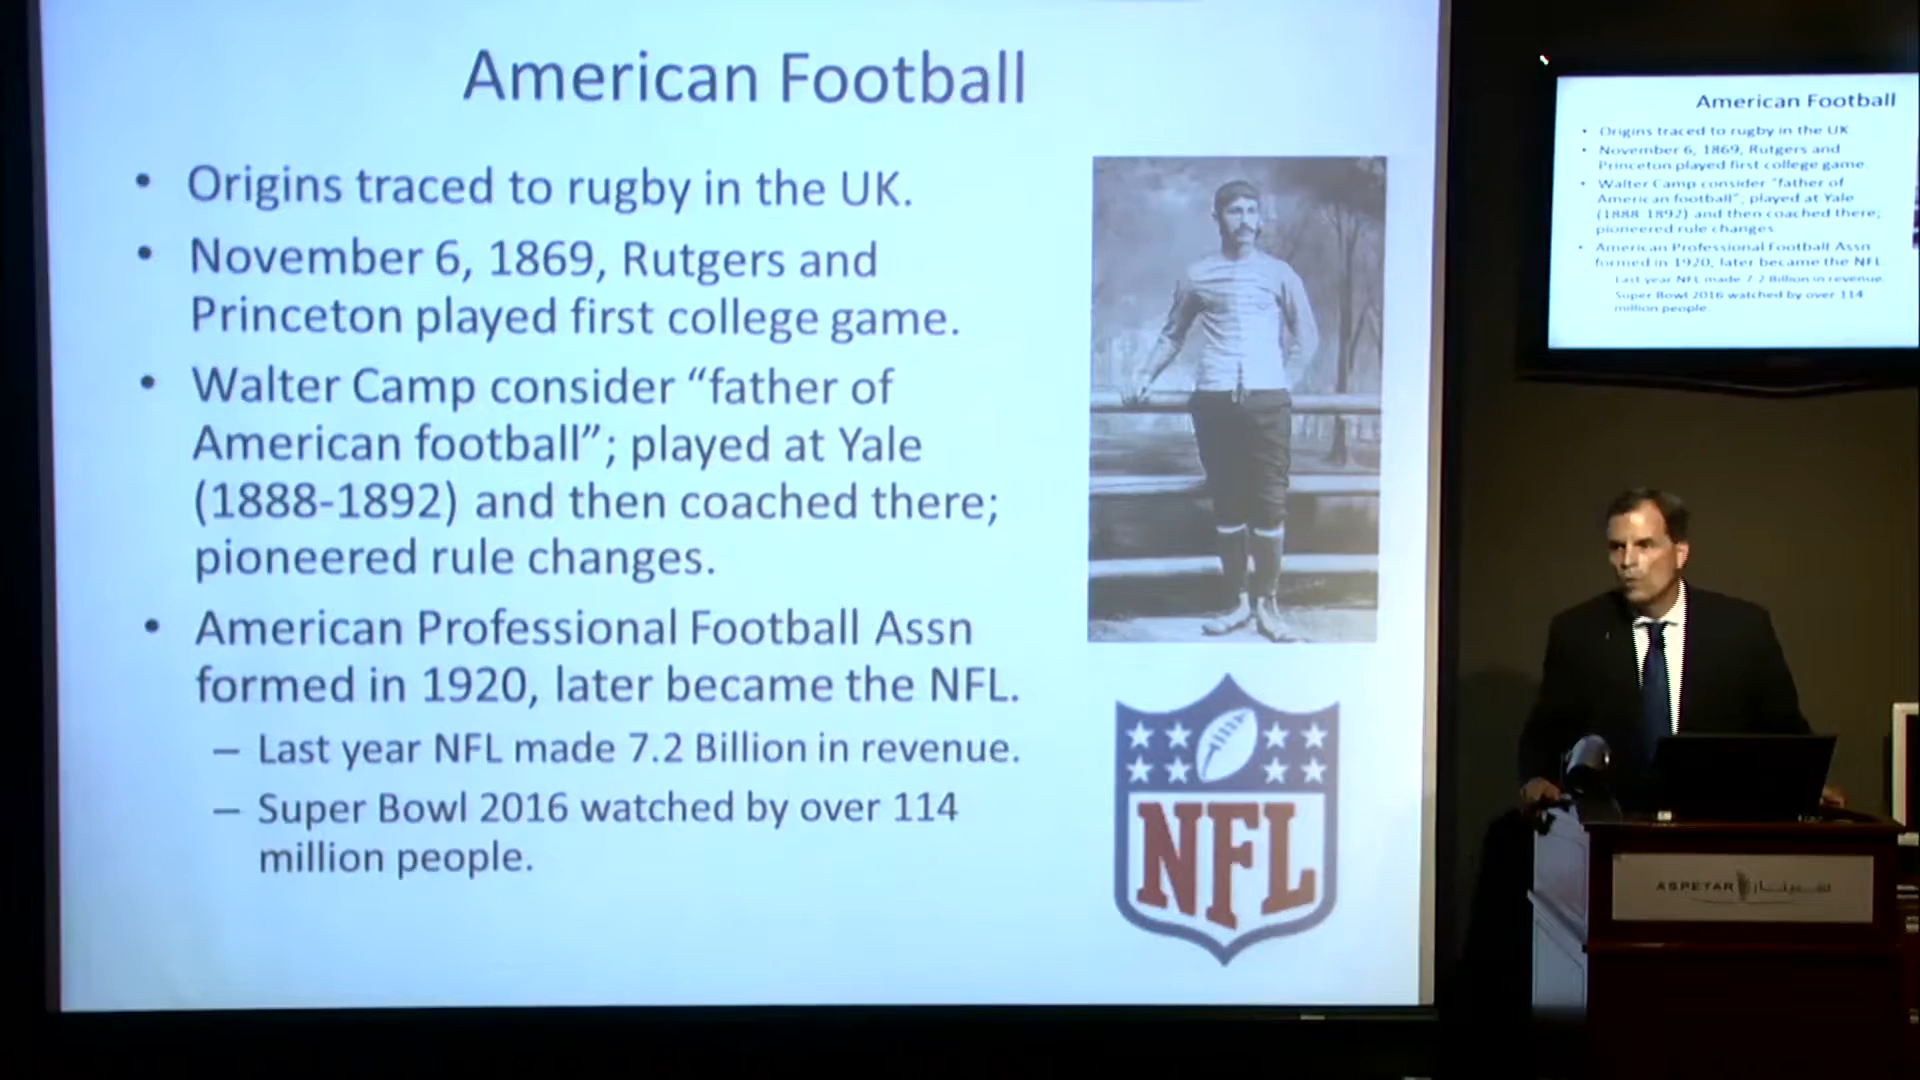 American Football
• Origins traced to rugby in the UK.
• November 6, 1869, Rutgers and
Princeton played first college game.
• Walter Camp consider “father of
American football”; played at Yale
(1888-1892) and then coached there;
pioneered rule changes.
• American Professional Football Assn
formed in 1920, later became the NFL.
– Last year NFL made 7.2 Billion in revenue.
– Super Bowl 2016 watched by over 114
million people.
NFL
American Football
• Origins traced to rugby in the UK
• November 6, 1869, Rutgers and
Princeton played first college game.
• Walter Camp consider "father of
American football"; played at Yale
(1888 1892) and then coached there;
pioneered rule changes
• American Professional Football Assn
formed in 1920, later became the NFL
Last year NFL made 7.2 Billion in revenue.
Super Bowl 2016 watched by over 114
million people.
ASPETAR سبيتار